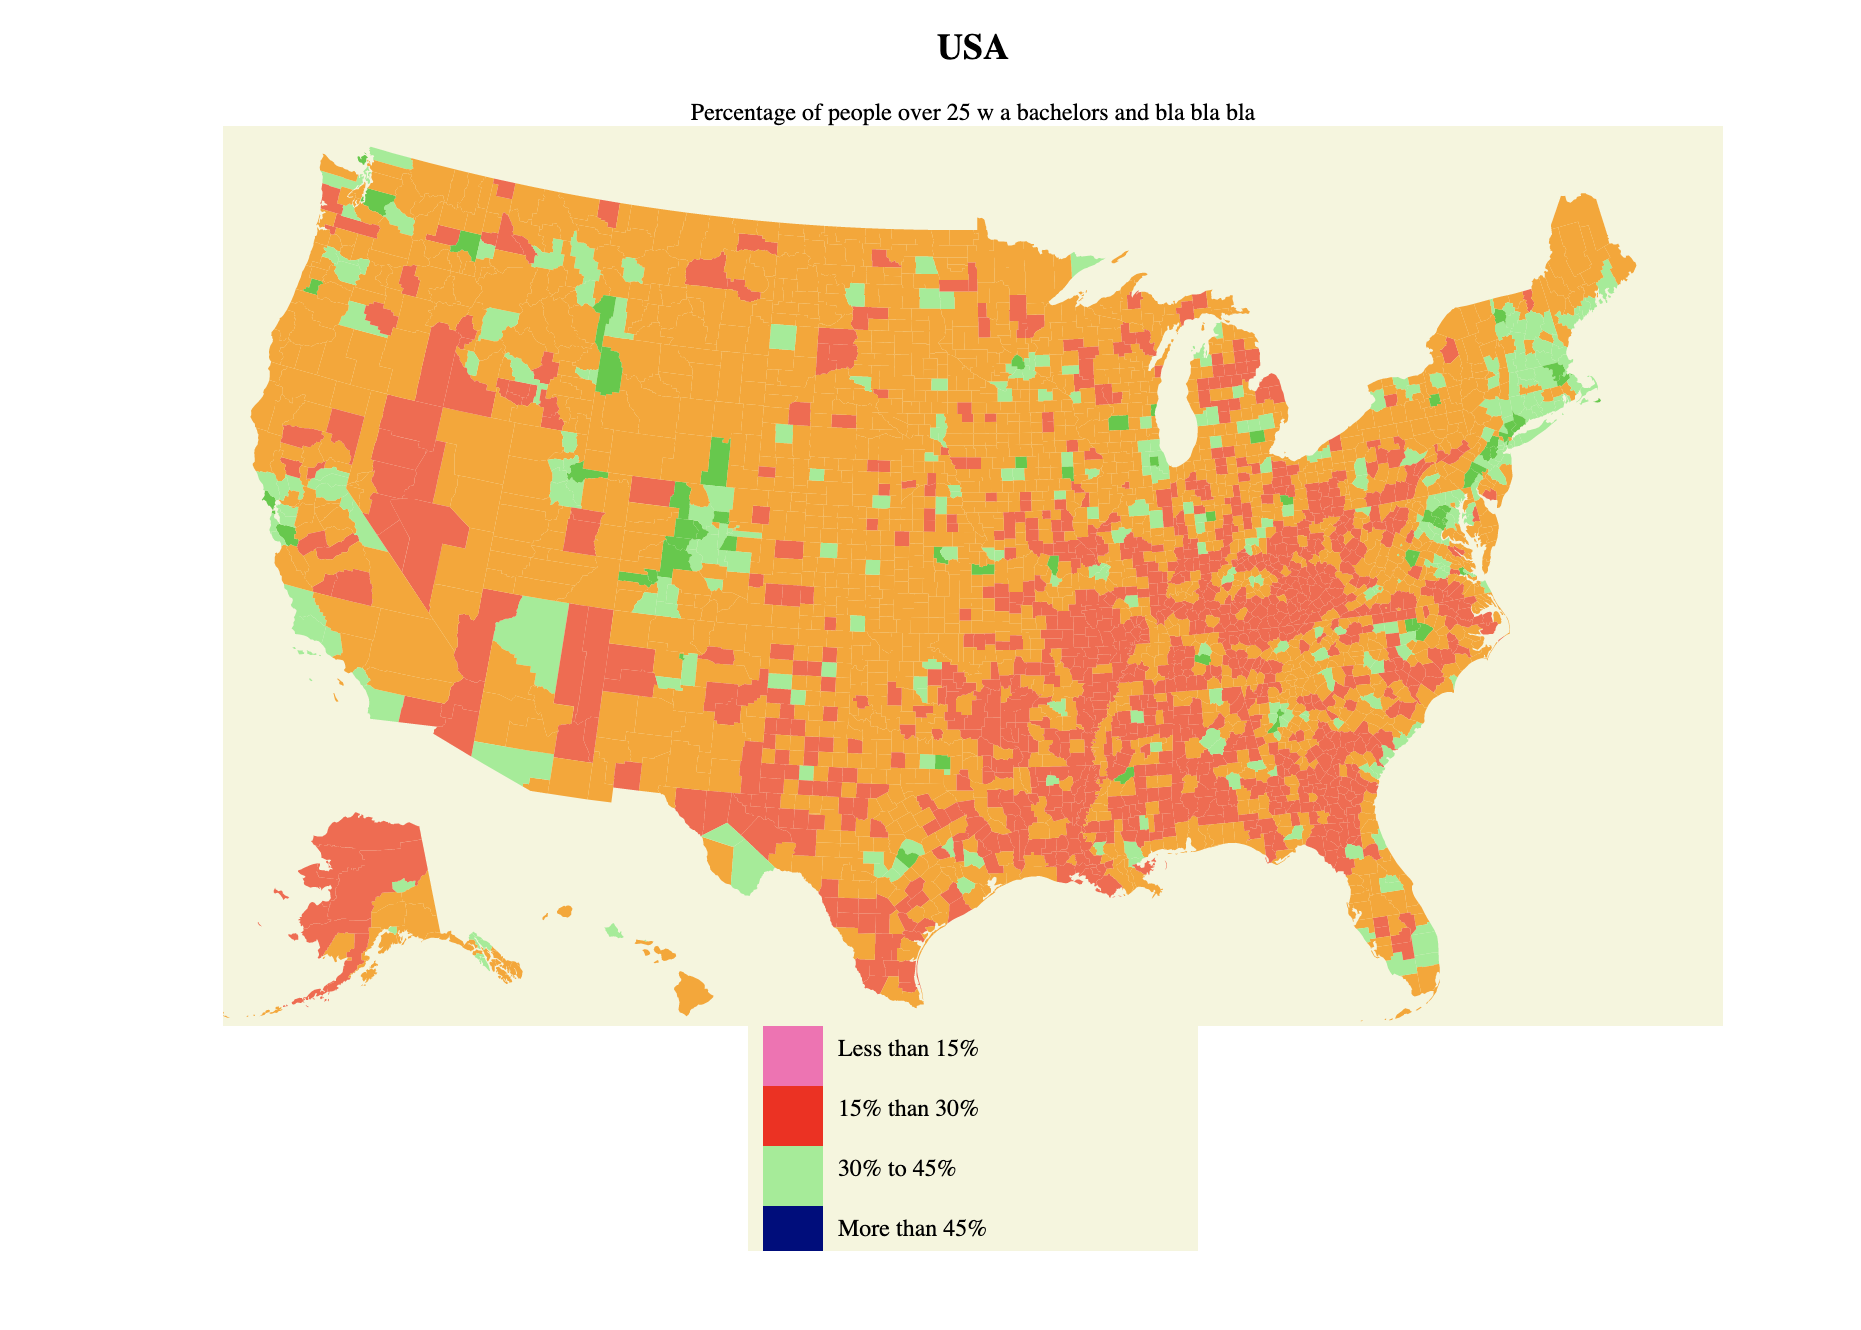 USA
Percentage of people over 25 w a bachelors and bla bla bla
Less than 15%
15% than 30%
30% to 45%
More than 45%